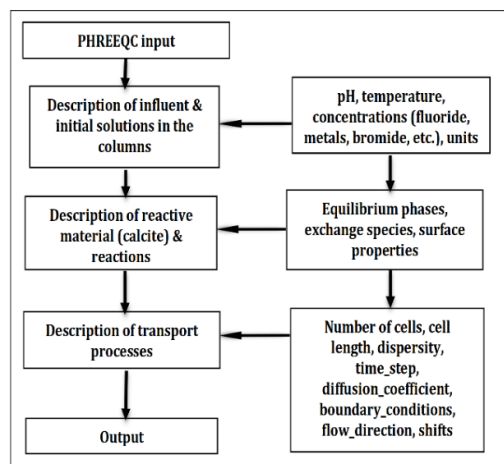 PHREEQC input
Description of influent &
initial solutions in the
columns
pH, temperature,
concentrations (fluoride,
metals, bromide, etc.), units
Description of reactive
material (calcite) &
reactions
Equilibrium phases,
exchange species, surface
properties
Description of transport
processes
Number of cells, cell
length, dispersity,
time_step,
diffusion_coefficient,
boundary_conditions,
flow_direction, shifts
Output